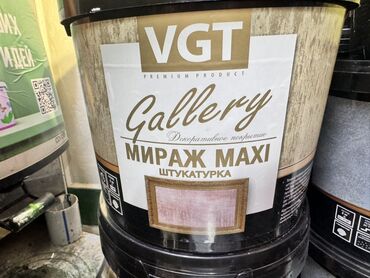 VGT
PREMIUM PRODUCT
Gallery
Декоративное покрытие
МИРАЖ MAXI
ШТУКАТУРКА